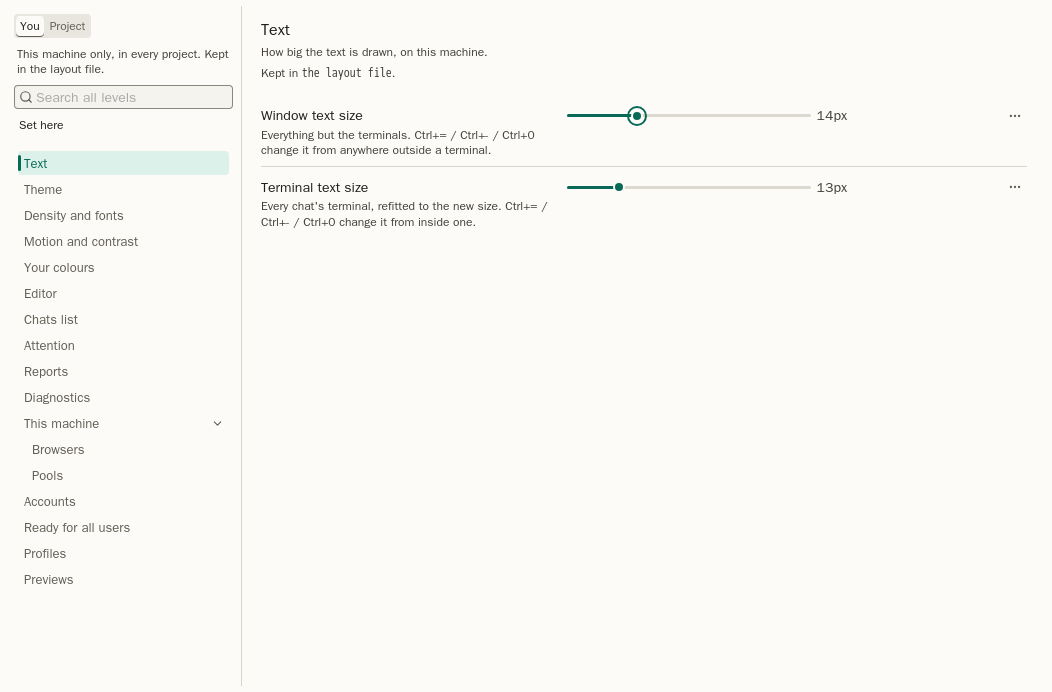 You Project
This machine only, in every project. Kept
in the layout file.
Search all levels
Set here
Text
Theme
Density and fonts
Motion and contrast
Your colours
Editor
Chats list
Attention
Reports
Diagnostics
This machine
Browsers
Pools
Accounts
Ready for all users
Profiles
Previews
Text
How big the text is drawn, on this machine.
Kept in the layout file.
Window text size
14px
Everything but the terminals. Ctrl+= / Ctrl+- / Ctrl+0
change it from anywhere outside a terminal.
Terminal text size
13px
Every chat's terminal, refitted to the new size. Ctrl+= /
Ctrl+- / Ctrl+0 change it from inside one.